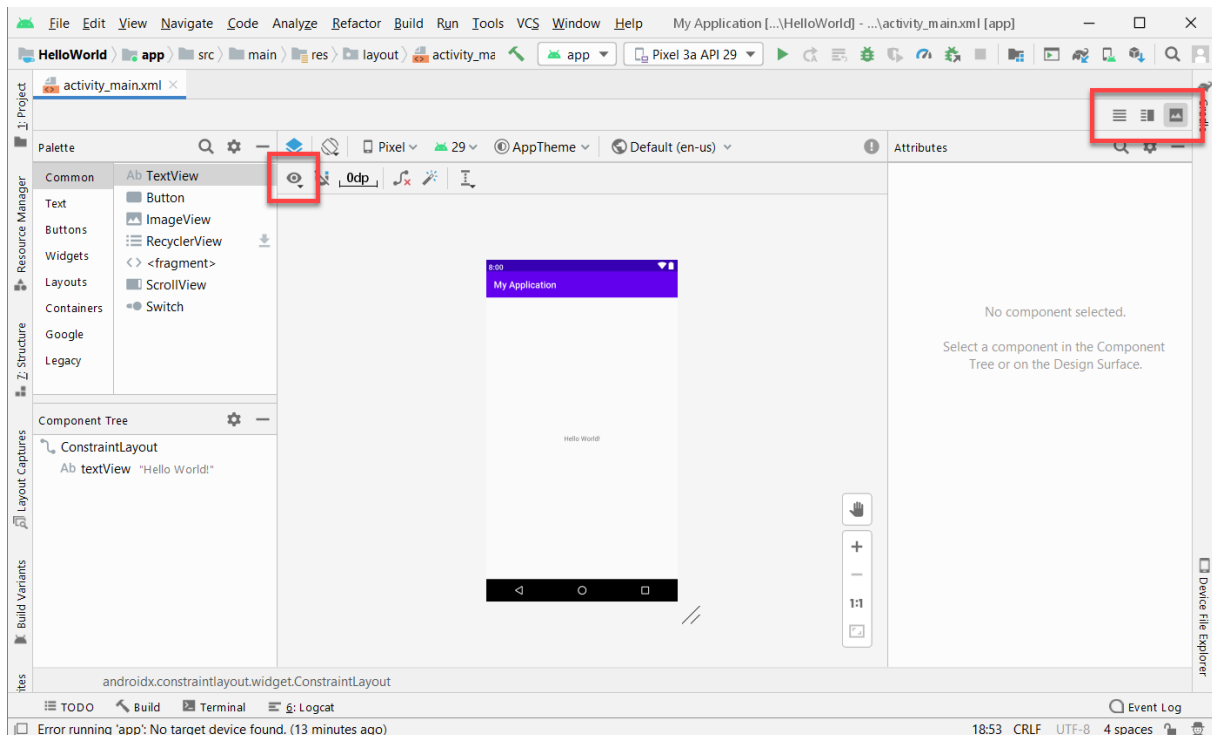 File Edit View Navigate Code Analyze Refactor Build Run Tools VCS Window Help My Application [...\HelloWorld] - ...\activity_main.xml [app]
HelloWorld app src main res layout activity_ma app Pixel 3a API 29
activity_main.xml
1: Project
Resource Manager
7: Structure
Layout Captures
Build Variants
Palette
Common
Text
Buttons
Widgets
Layouts
Containers
Google
Legacy
Ab TextView
Button
ImageView
RecyclerView
<fragment>
ScrollView
Switch
Component Tree
ConstraintLayout
Ab textView "Hello World!"
Pixel 29 AppTheme Default (en-us)
0dp
8:00
My Application
Hello World!
1:1
Attributes
No component selected.
Select a component in the Component
Tree or on the Design Surface.
Gradle
Device File Explorer
androidx.constraintlayout.widget.ConstraintLayout
TODO Build Terminal 6: Logcat Event Log
Error running 'app': No target device found. (13 minutes ago) 18:53 CRLF UTF-8 4 spaces